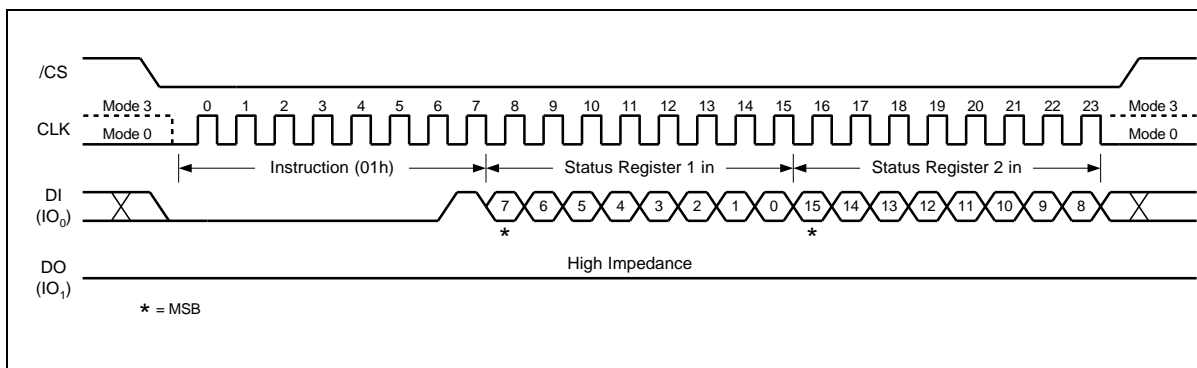 /CS
Mode 3 0 1 2 3 4 5 6 7 8 9 10 11 12 13 14 15 16 17 18 19 20 21 22 23 Mode 3
CLK Mode 0 Mode 0
Instruction (01h) Status Register 1 in Status Register 2 in
DI
(IO0) 7 6 5 4 3 2 1 0 15 14 13 12 11 10 9 8
* *
DO High Impedance
(IO1)
* = MSB